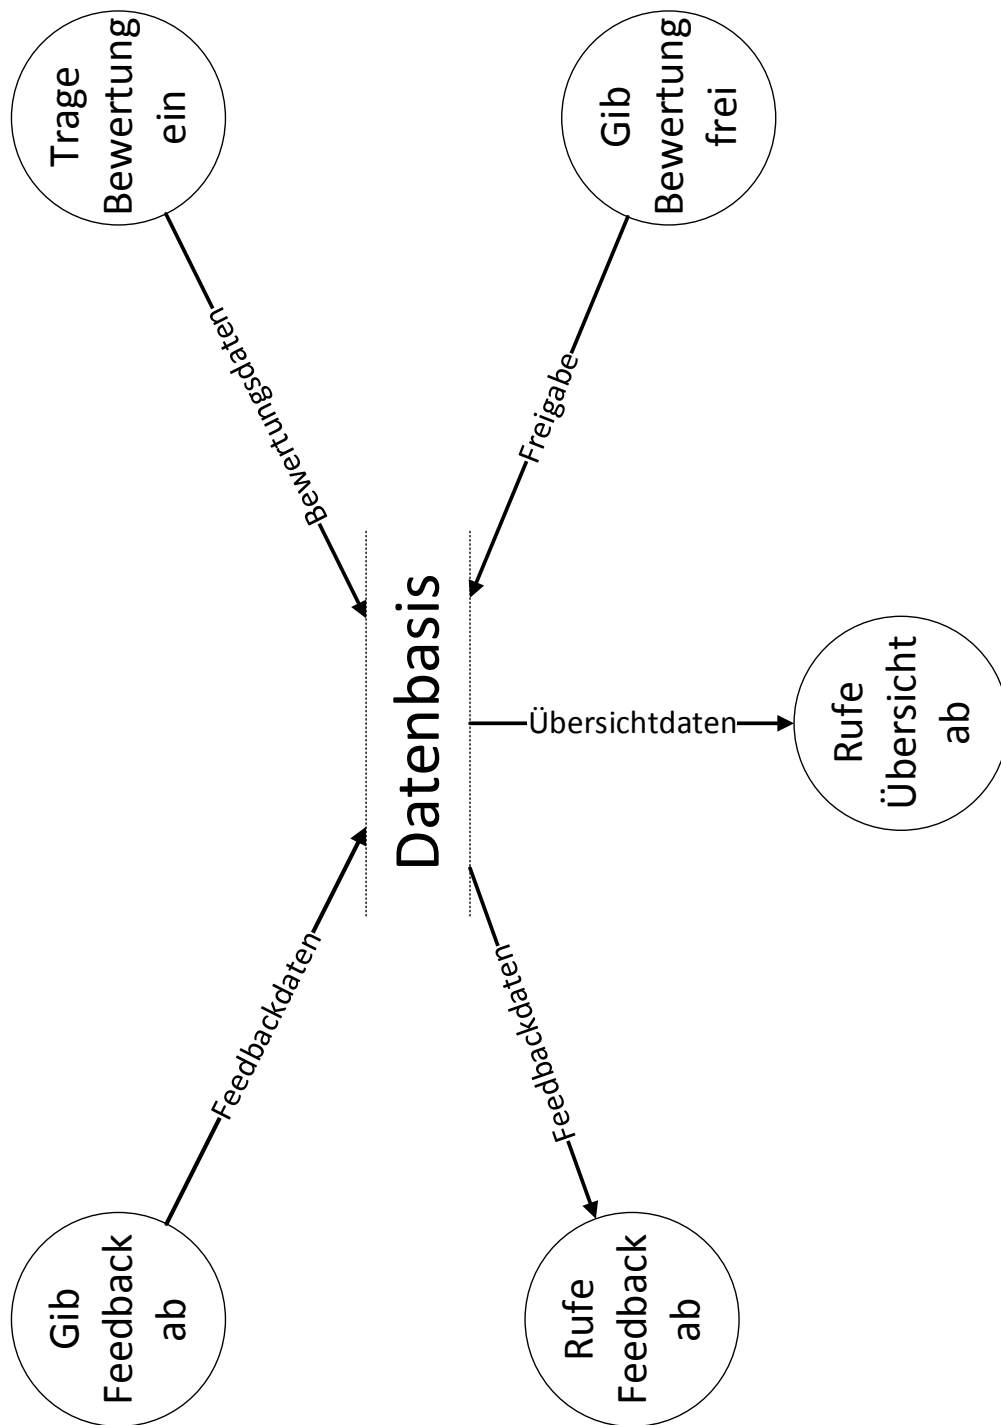 Gib
Feedback
ab
Trage
Bewertung
ein
Feedbackdaten
Bewertungsdaten
Datenbasis
Feedbackdaten
Übersichtdaten
Freigabe
Rufe
Feedback
ab
Gib
Bewertung
frei
Rufe
Übersicht
ab